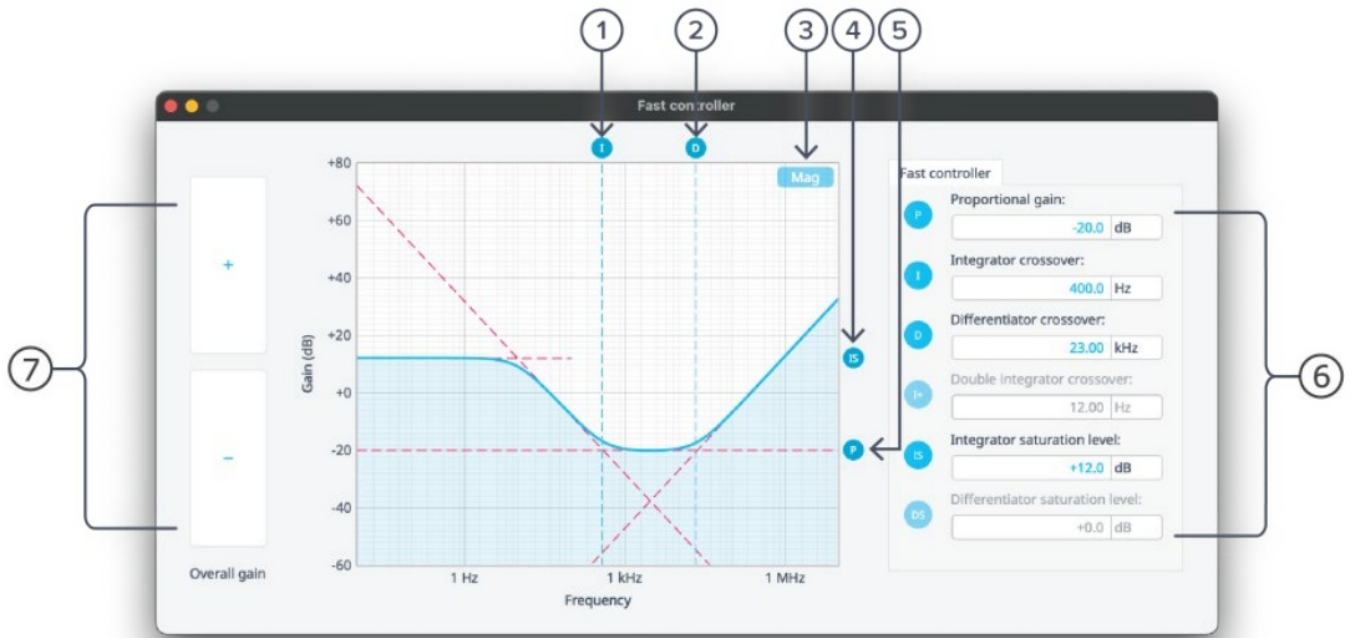 1 2 3 4 5
Fast controller
I D
+80
Mag
+60
+40
+20
+0
-20
-40
-60
Gain (dB)
IS
P
1 Hz 1 kHz 1 MHz
Frequency
7
+
−
Overall gain
Fast controller
P Proportional gain:
-20.0 dB
I Integrator crossover:
400.0 Hz
D Differentiator crossover:
23.00 kHz
I+ Double integrator crossover:
12.00 Hz
IS Integrator saturation level:
+12.0 dB
DS Differentiator saturation level:
+0.0 dB
6